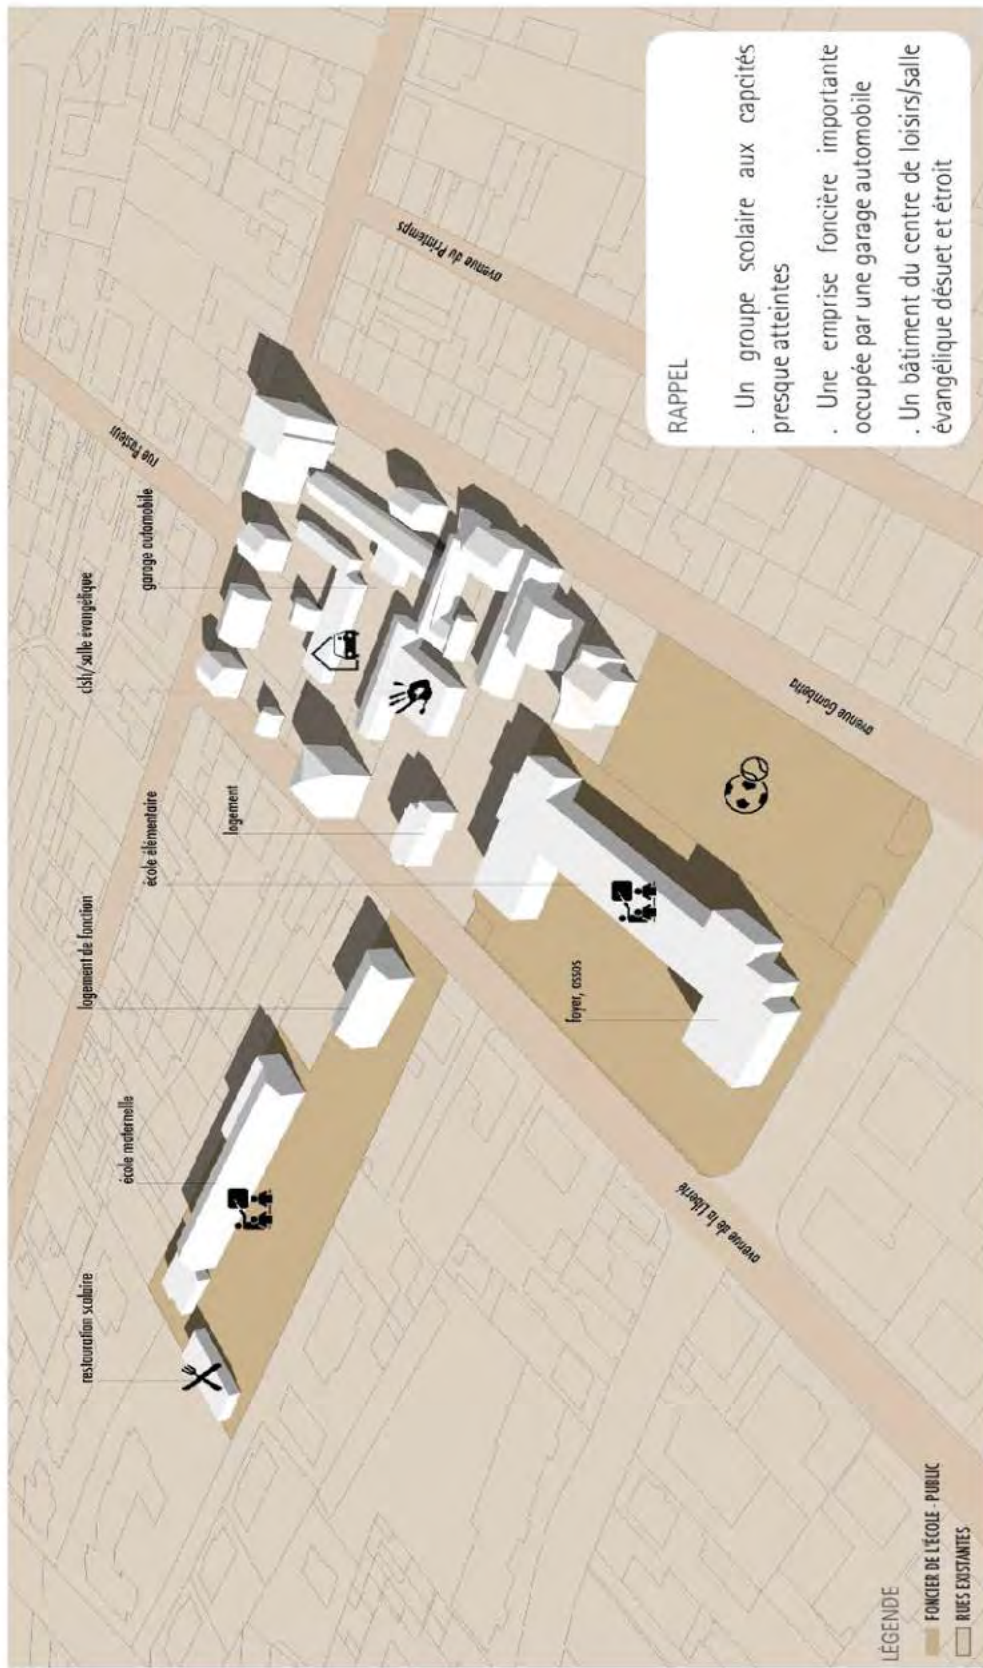 restauration scolaire
école maternelle
logement de fonction
école élémentaire
clsh/salle évangélique
logement
garage automobile
rue Pasteur
foyer, assos
avenue de la Liberté
avenue Gambetta
avenue du Printemps
RAPPEL
. Un groupe scolaire aux capcités
presque atteintes
. Une emprise foncière importante
occupée par une garage automobile
. Un bâtiment du centre de loisirs/salle
évangélique désuet et étroit
LÉGENDE
FONCIER DE L'ÉCOLE - PUBLIC
RUES EXISTANTES